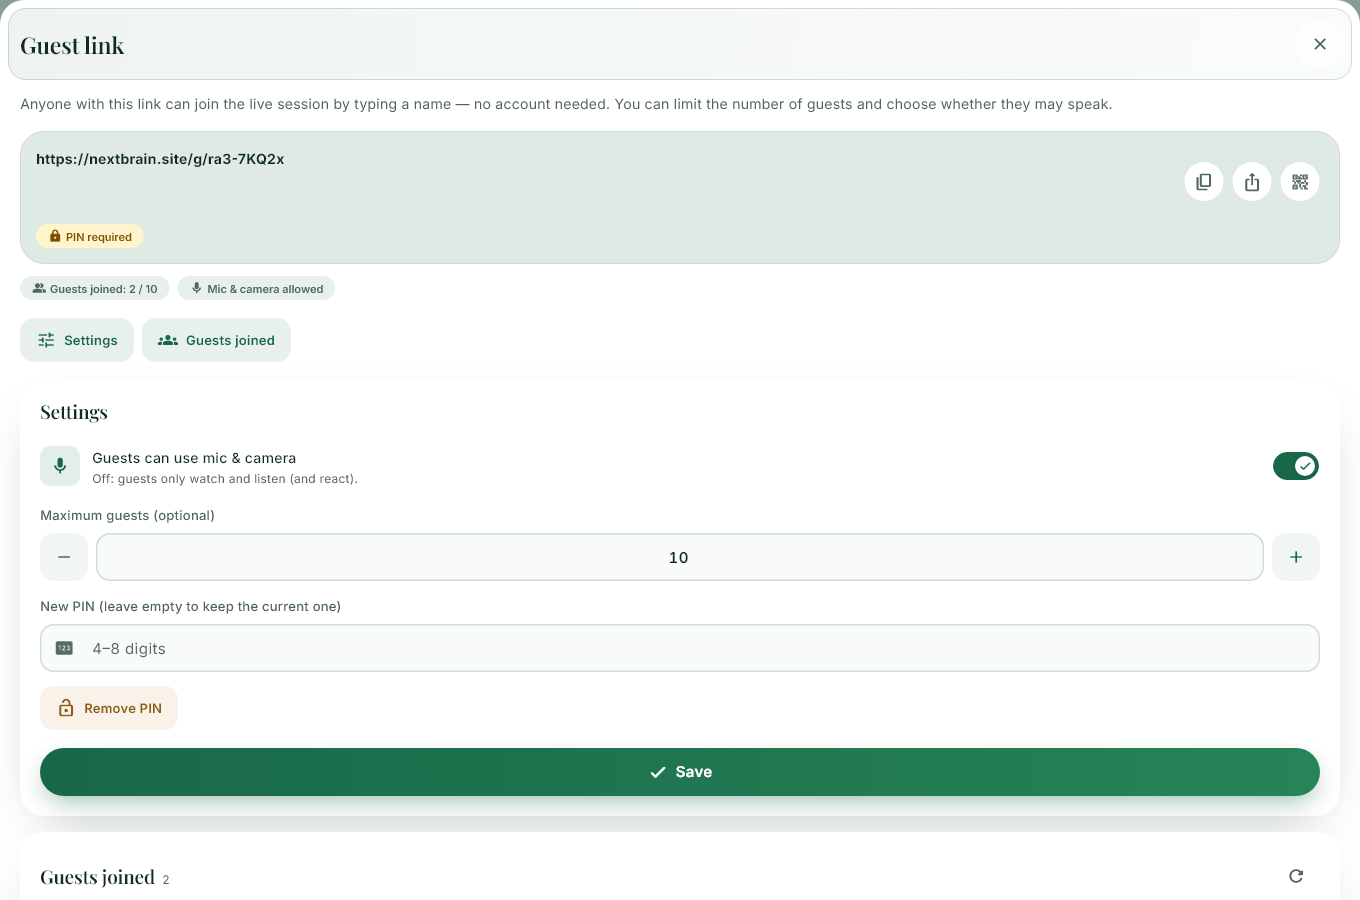 Guest link
Anyone with this link can join the live session by typing a name — no account needed. You can limit the number of guests and choose whether they may speak.
https://nextbrain.site/g/ra3-7KQ2x
PIN required
Guests joined: 2 / 10
Mic & camera allowed
Settings
Guests joined
Settings
Guests can use mic & camera
Off: guests only watch and listen (and react).
Maximum guests (optional)
10
New PIN (leave empty to keep the current one)
123
4–8 digits
Remove PIN
Save
Guests joined 2